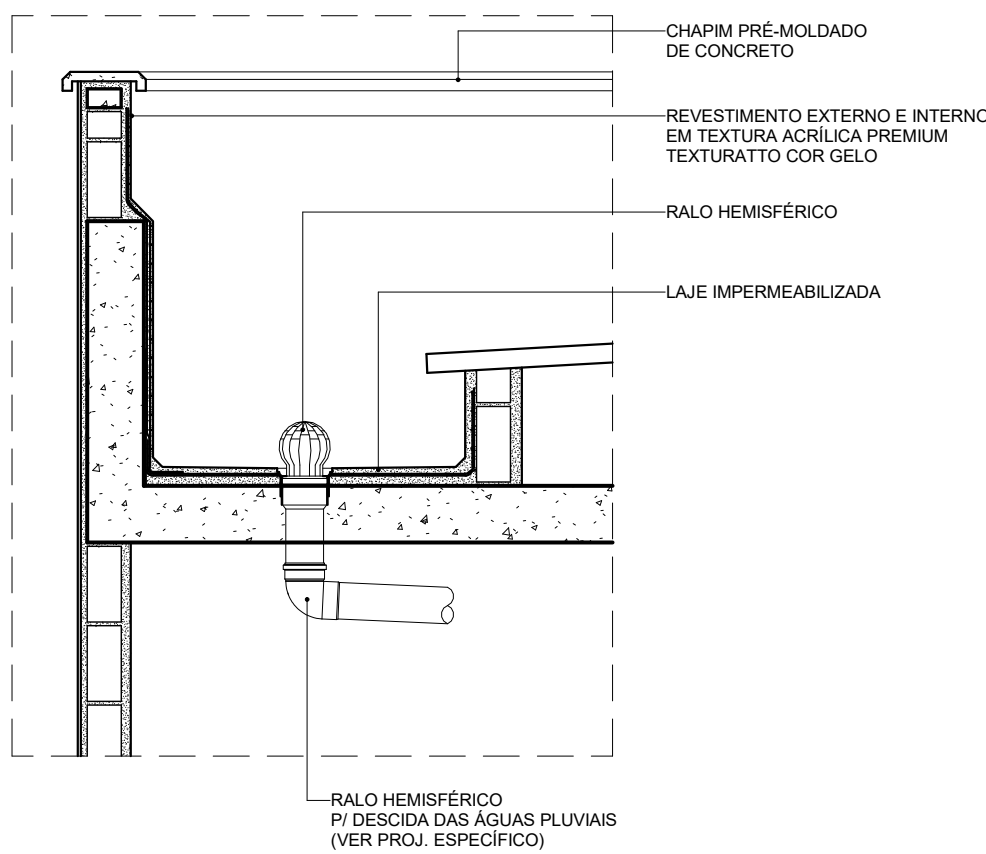 CHAPIM PRÉ-MOLDADO
DE CONCRETO
REVESTIMENTO EXTERNO E INTERNO
EM TEXTURA ACRÍLICA PREMIUM
TEXTURATTO COR GELO
RALO HEMISFÉRICO
LAJE IMPERMEABILIZADA
RALO HEMISFÉRICO
P/ DESCIDA DAS ÁGUAS PLUVIAIS
(VER PROJ. ESPECÍFICO)